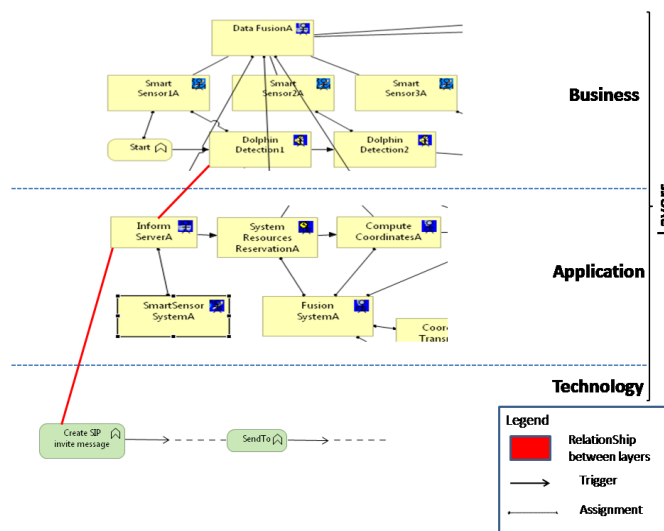 Data FusionA
Smart
Sensor1A
Smart
Sensor2A
Smart
Sensor3A
Business
Start
Dolphin
Detection1
Dolphin
Detection2
Layers
Inform
ServerA
System
Resources
ReservationA
Compute
CoordinatesA
Application
SmartSensor
SystemA
Fusion
SystemA
Coor
Transm
Technology
Create SIP
invite message
SendTo
Legend
RelationShip
between layers
Trigger
Assignment